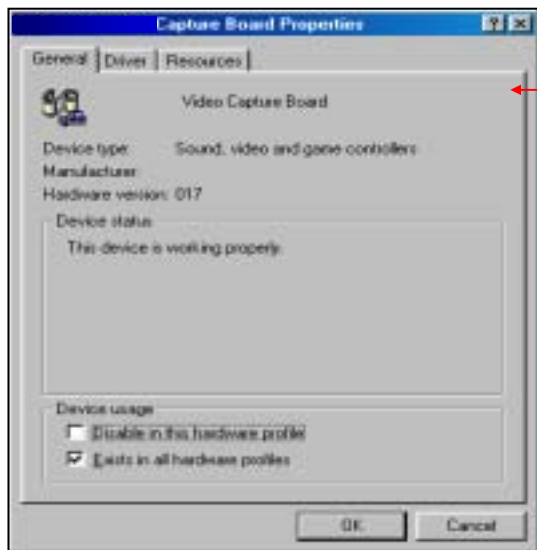 Capture Board Properties
General Driver Resources
Video Capture Board
Device type: Sound, video and game controllers
Manufacturer:
Hardware version: 017
Device status
This device is working properly.
Device usage
Disable in this hardware profile
Exists in all hardware profiles
OK Cancel